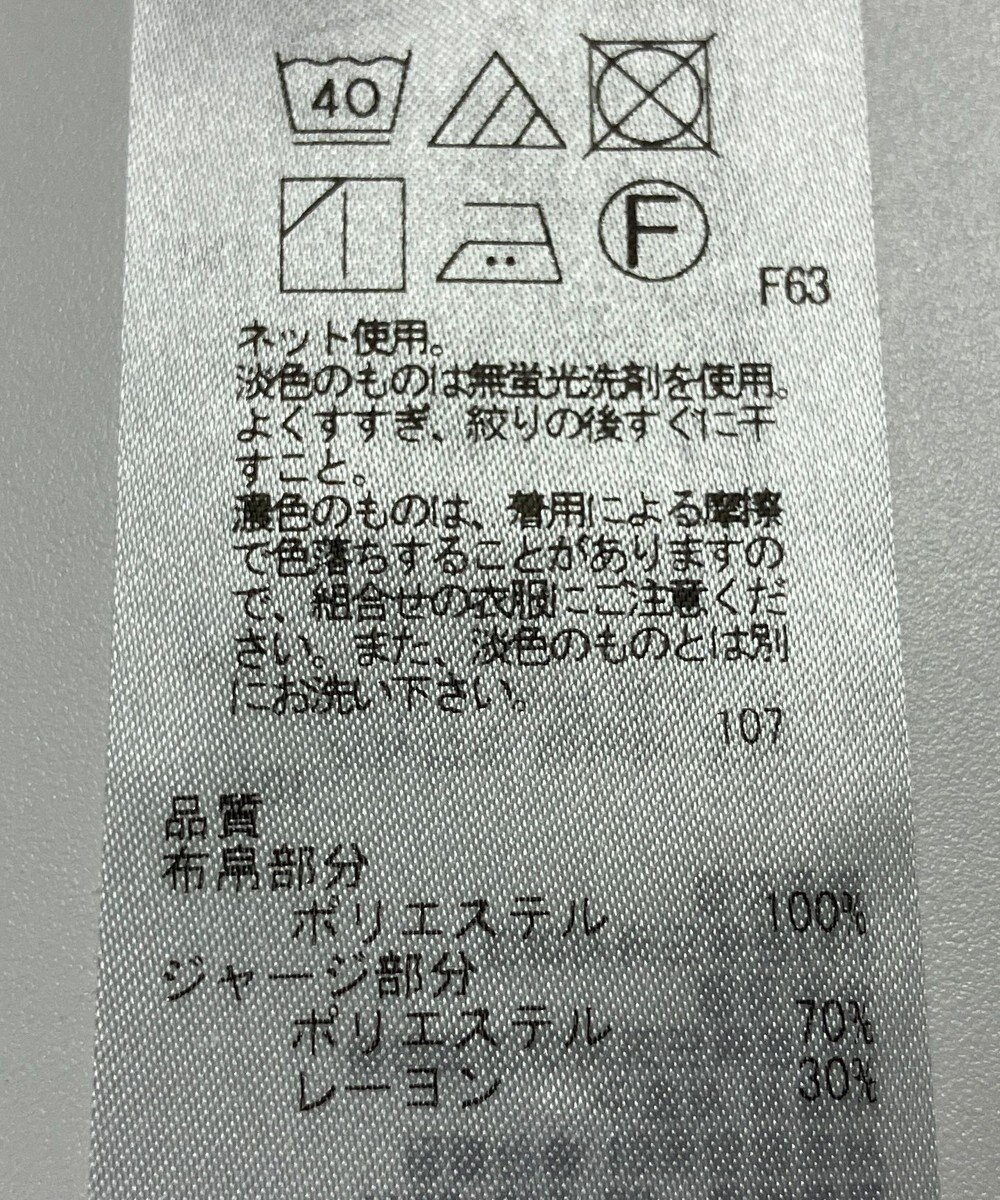 40
F
F63
ネット使用。
淡色のものは無蛍光洗剤を使用。
よくすすぎ、絞りの後すぐに干
すこと。
濃色のものは、着用による摩擦
で色落ちすることがありますの
で、組合せの衣服にご注意くだ
さい。また、淡色のものとは別
にお洗い下さい。
107
品質
布帛部分
ポリエステル 100%
ジャージ部分
ポリエステル 70%
レーヨン 30%